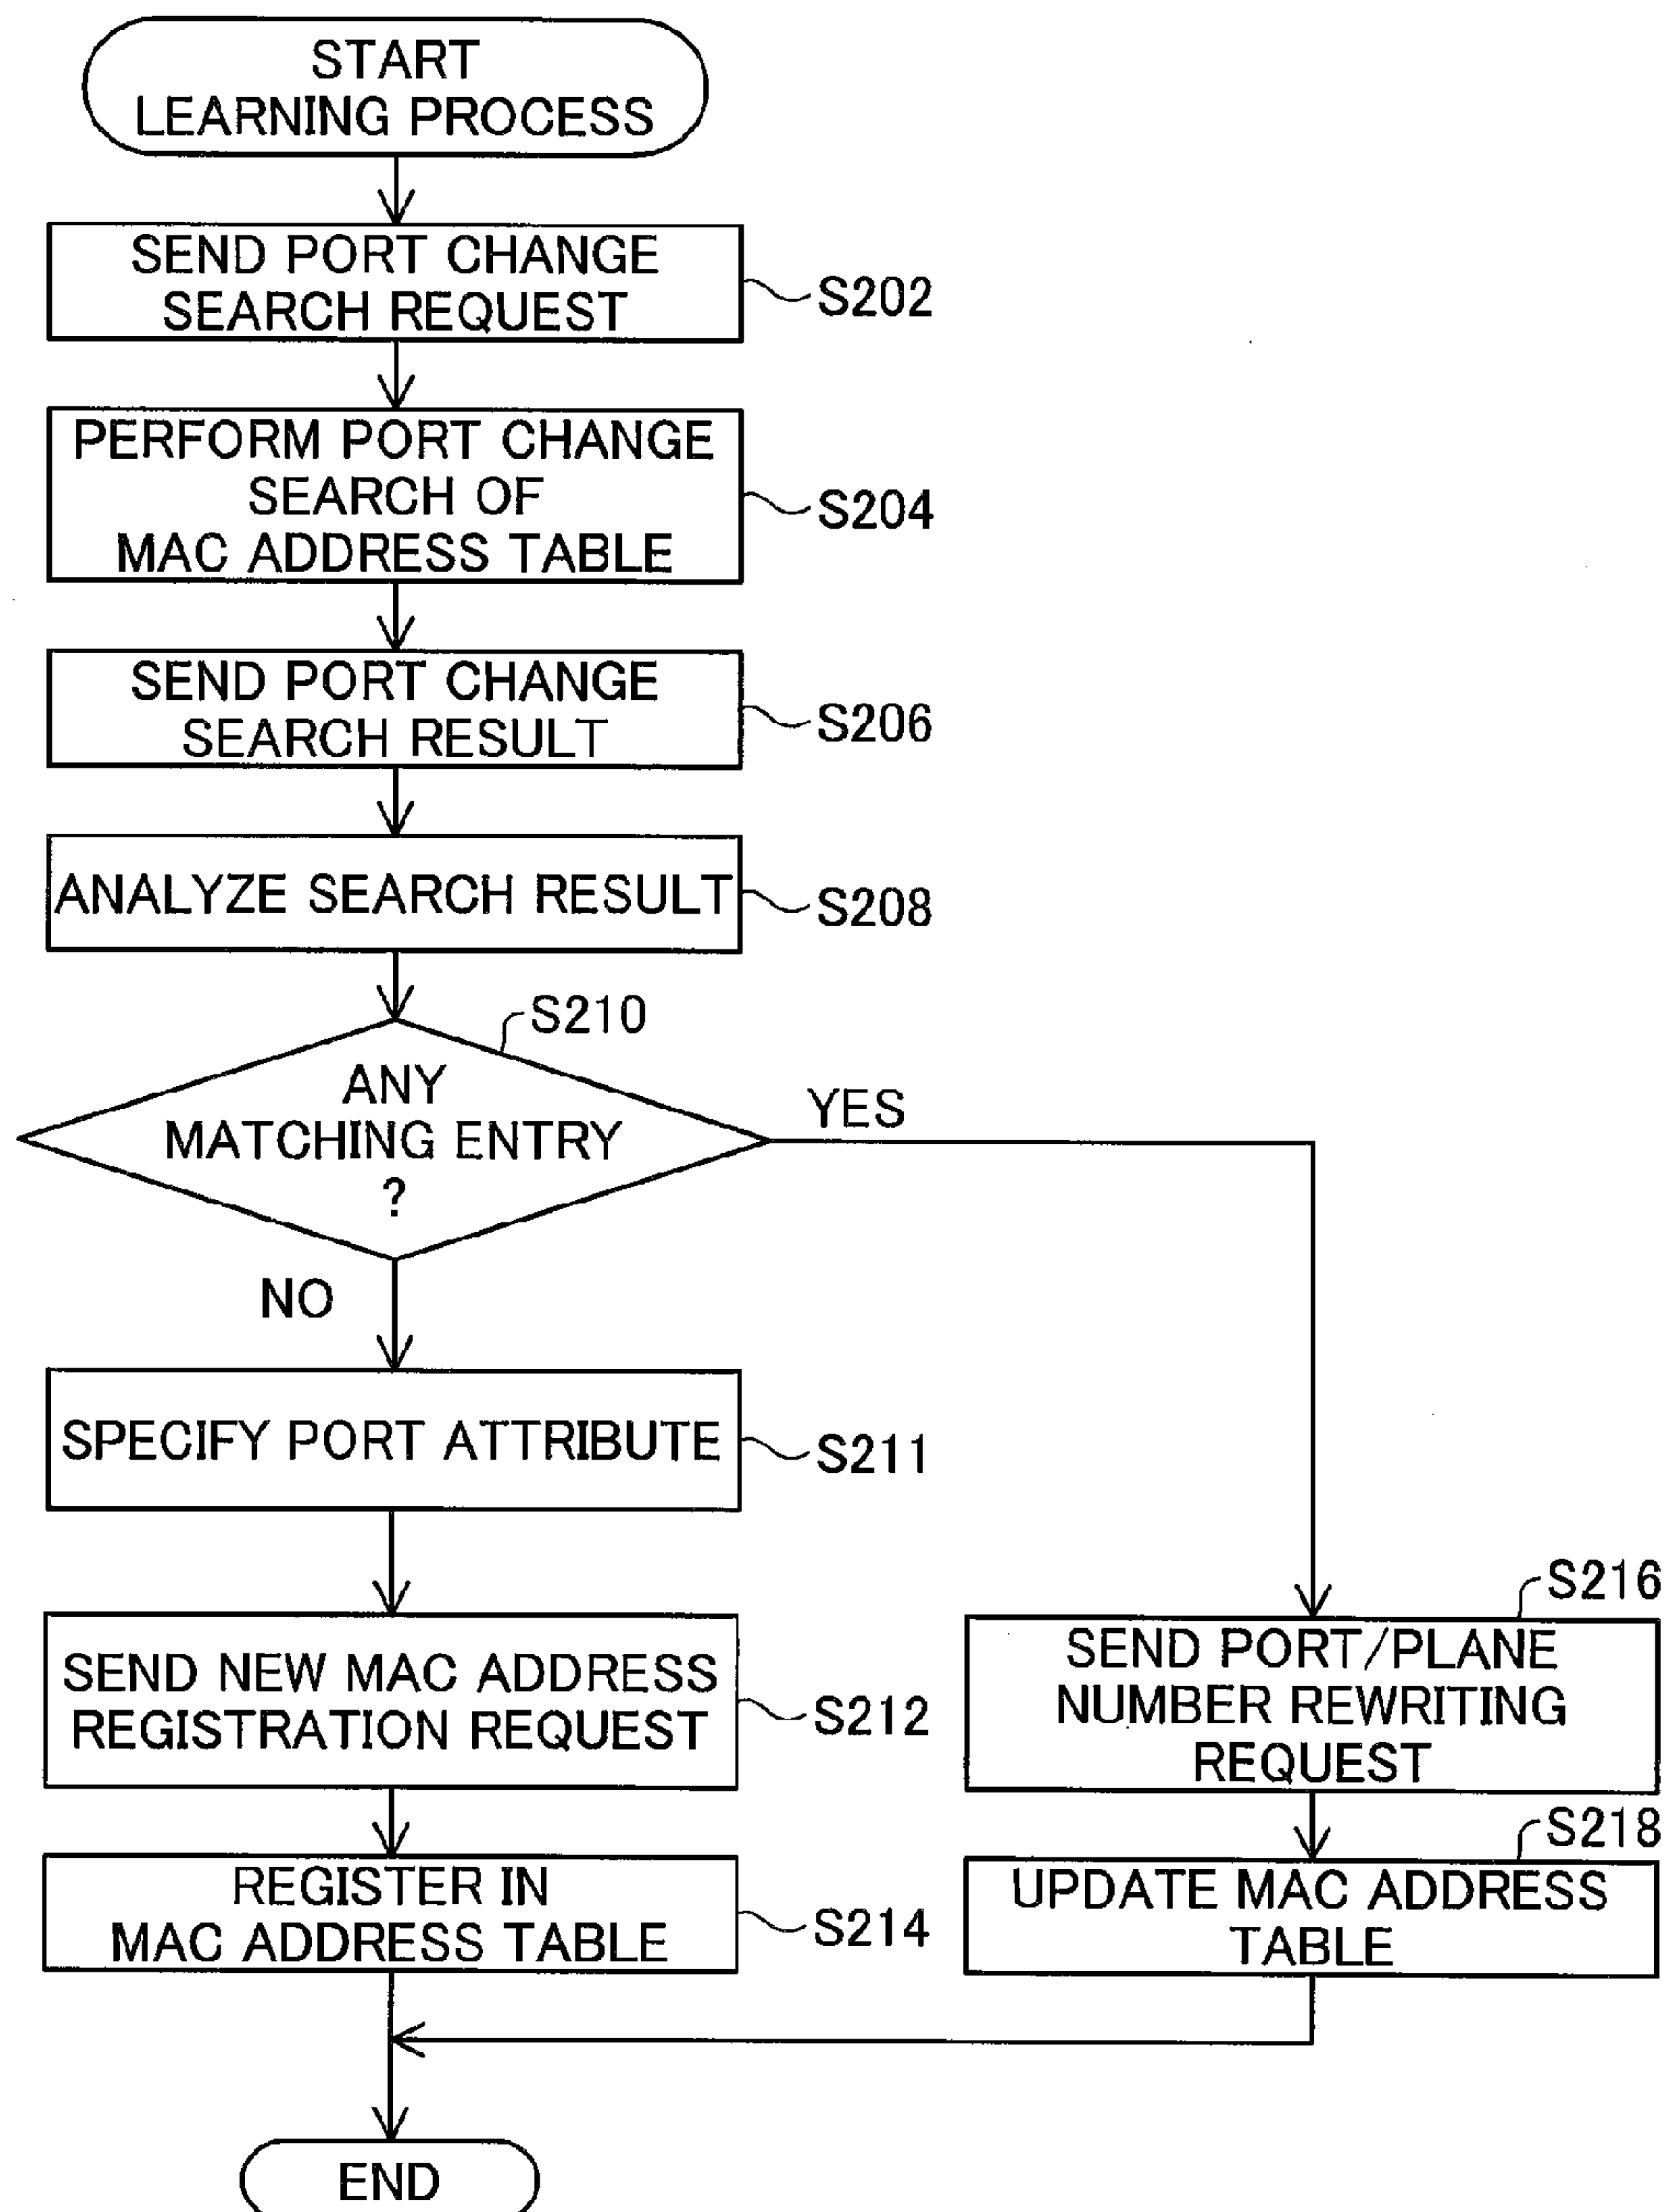 START
LEARNING PROCESS
SEND PORT CHANGE
SEARCH REQUEST
S202
PERFORM PORT CHANGE
SEARCH OF
MAC ADDRESS TABLE
S204
SEND PORT CHANGE
SEARCH RESULT
S206
ANALYZE SEARCH RESULT
S208
S210
ANY
MATCHING ENTRY
?
YES
NO
SPECIFY PORT ATTRIBUTE
S211
SEND NEW MAC ADDRESS
REGISTRATION REQUEST
S212
REGISTER IN
MAC ADDRESS TABLE
S214
S216
SEND PORT/PLANE
NUMBER REWRITING
REQUEST
S218
UPDATE MAC ADDRESS
TABLE
END